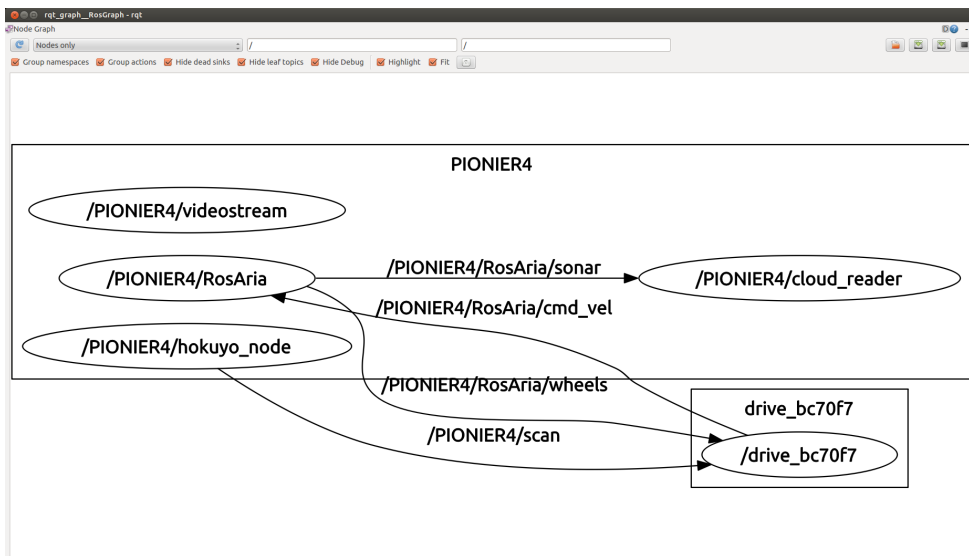 rqt_graph__RosGraph - rqt
Node Graph
Nodes only
/
/
Group namespaces Group actions Hide dead sinks Hide leaf topics Hide Debug Highlight Fit
PIONIER4
/PIONIER4/videostream
/PIONIER4/RosAria
/PIONIER4/RosAria/sonar
/PIONIER4/cloud_reader
/PIONIER4/RosAria/cmd_vel
/PIONIER4/hokuyo_node
/PIONIER4/RosAria/wheels
drive_bc70f7
/PIONIER4/scan
/drive_bc70f7